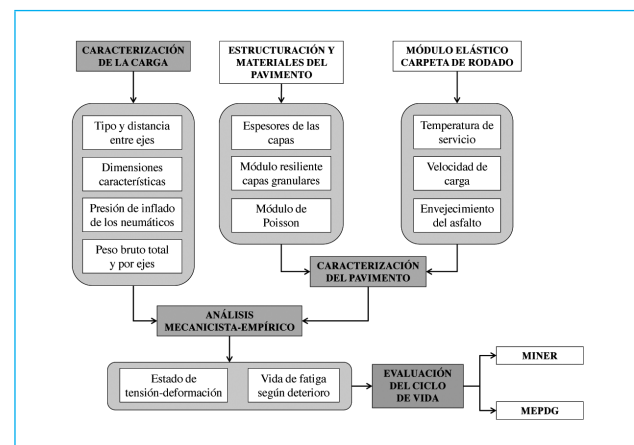 CARACTERIZACIÓN
DE LA CARGA
ESTRUCTURACIÓN Y
MATERIALES DEL
PAVIMENTO
MÓDULO ELÁSTICO
CARPETA DE RODADO
Tipo y distancia
entre ejes
Dimensiones
características
Presión de inflado
de los neumáticos
Peso bruto total
y por ejes
Espesores de las
capas
Módulo resiliente
capas granulares
Módulo de
Poisson
Temperatura de
servicio
Velocidad de
carga
Envejecimiento
del asfalto
CARACTERIZACIÓN
DEL PAVIMENTO
ANÁLISIS
MECANICISTA-EMPÍRICO
Estado de
tensión-deformación
Vida de fatiga
según deterioro
EVALUACIÓN
DEL CICLO
DE VIDA
MINER
MEPDG